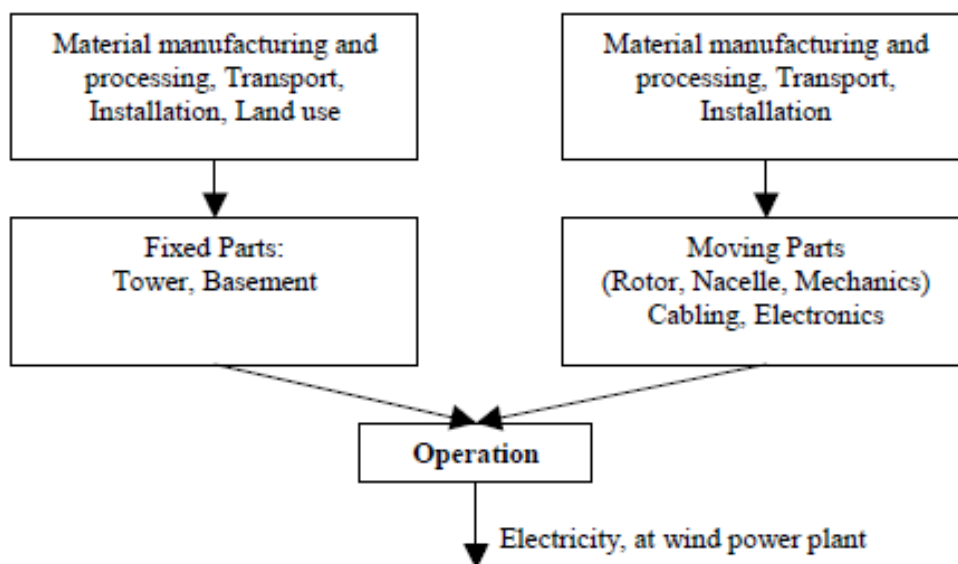 Material manufacturing and
processing, Transport,
Installation, Land use
Material manufacturing and
processing, Transport,
Installation
Fixed Parts:
Tower, Basement
Moving Parts
(Rotor, Nacelle, Mechanics)
Cabling, Electronics
Operation
Electricity, at wind power plant